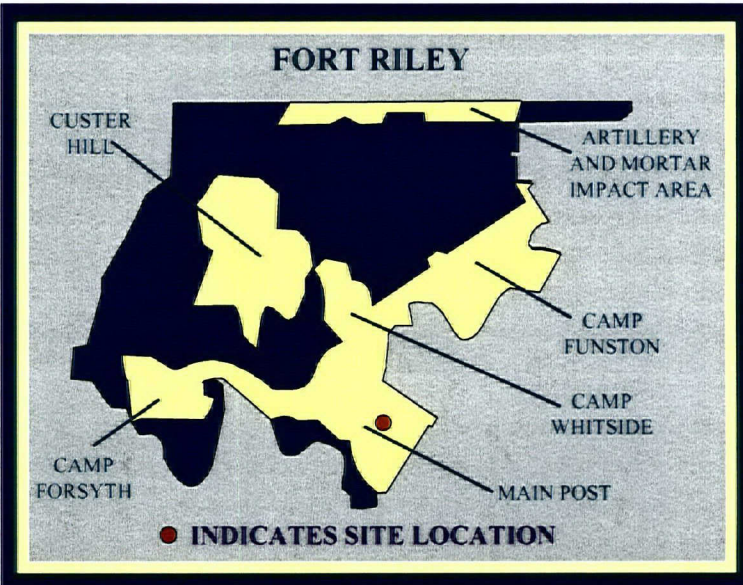 FORT RILEY
CUSTER
HILL
ARTILLERY
AND MORTAR
IMPACT AREA
CAMP
FUNSTON
CAMP
WHITSIDE
CAMP
FORSYTH
MAIN POST
INDICATES SITE LOCATION